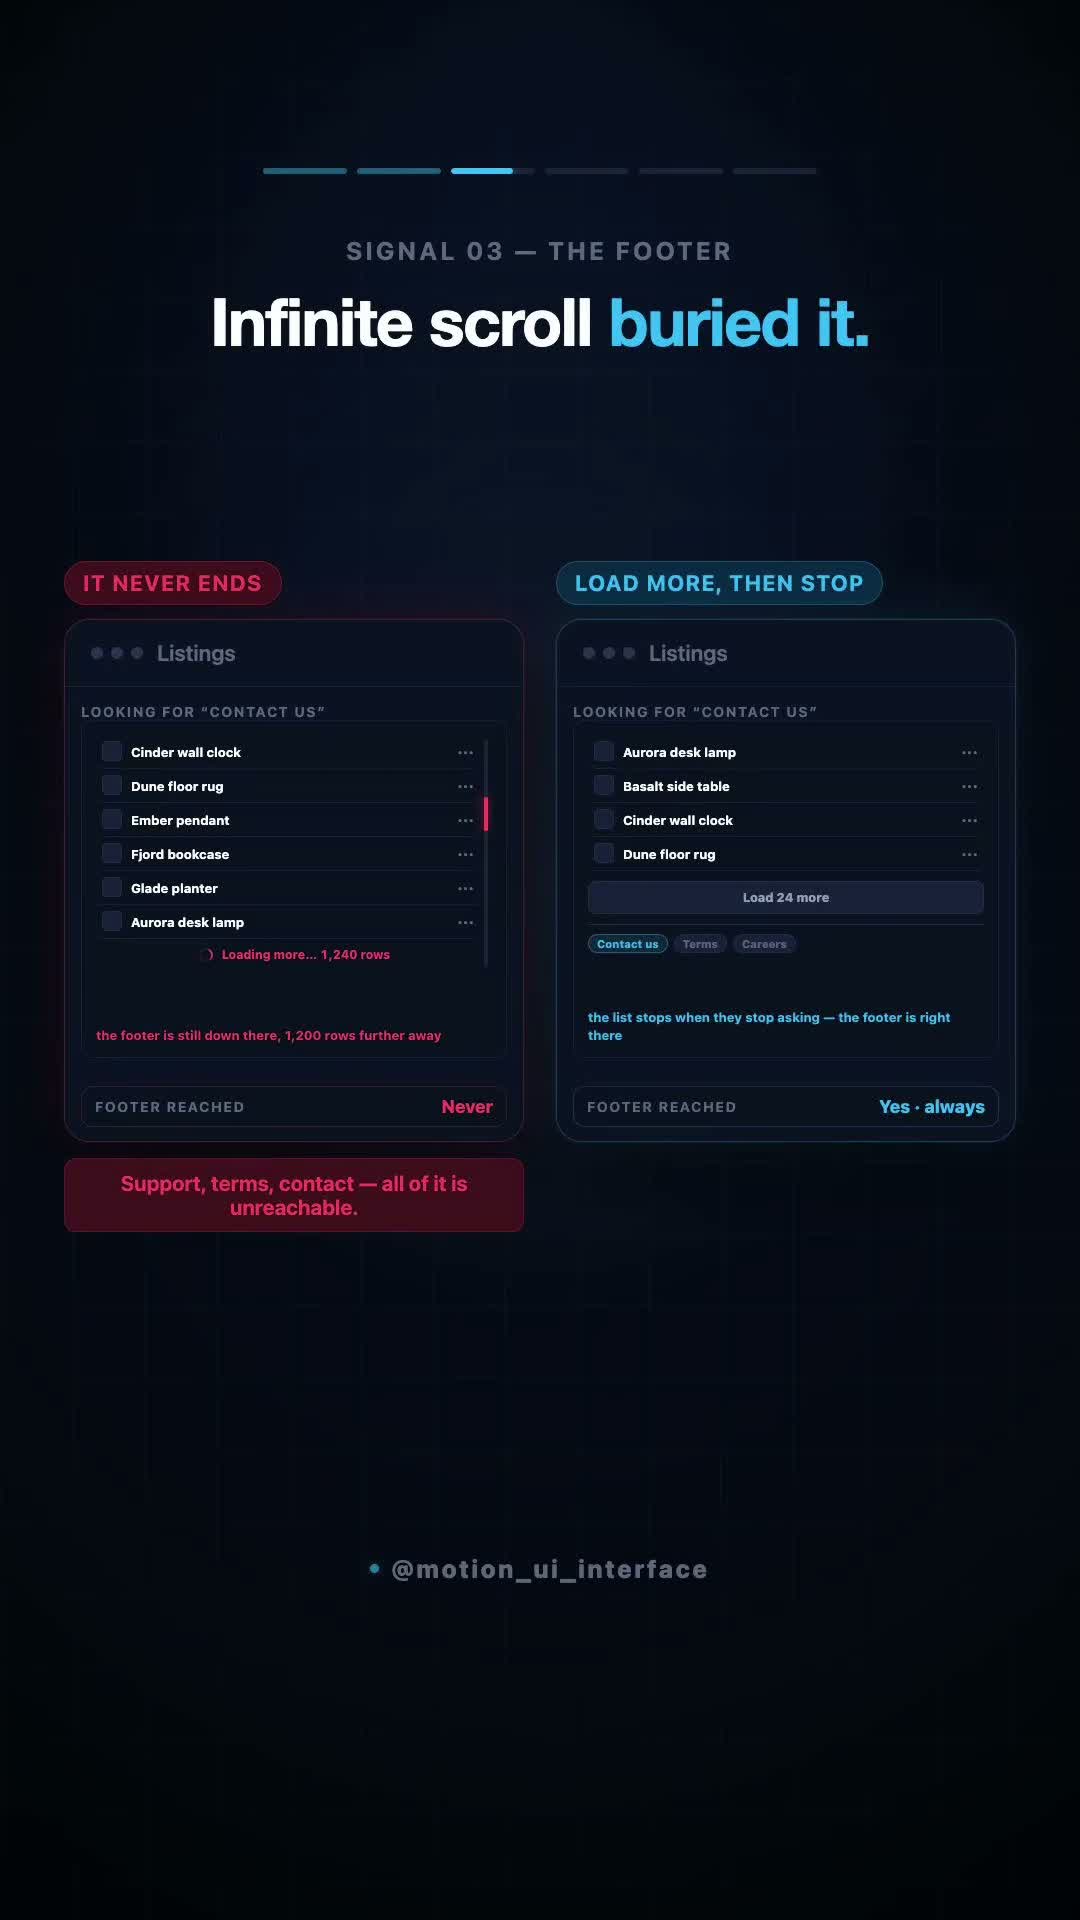 SIGNAL 03 — THE FOOTER
Infinite scroll buried it.
IT NEVER ENDS
Listings
LOOKING FOR “CONTACT US”
Cinder wall clock
Dune floor rug
Ember pendant
Fjord bookcase
Glade planter
Aurora desk lamp
Loading more... 1,240 rows
the footer is still down there, 1,200 rows further away
FOOTER REACHED Never
Support, terms, contact — all of it is
unreachable.
LOAD MORE, THEN STOP
Listings
LOOKING FOR “CONTACT US”
Aurora desk lamp
Basalt side table
Cinder wall clock
Dune floor rug
Load 24 more
Contact us Terms Careers
the list stops when they stop asking — the footer is right
there
FOOTER REACHED Yes · always
@motion_ui_interface